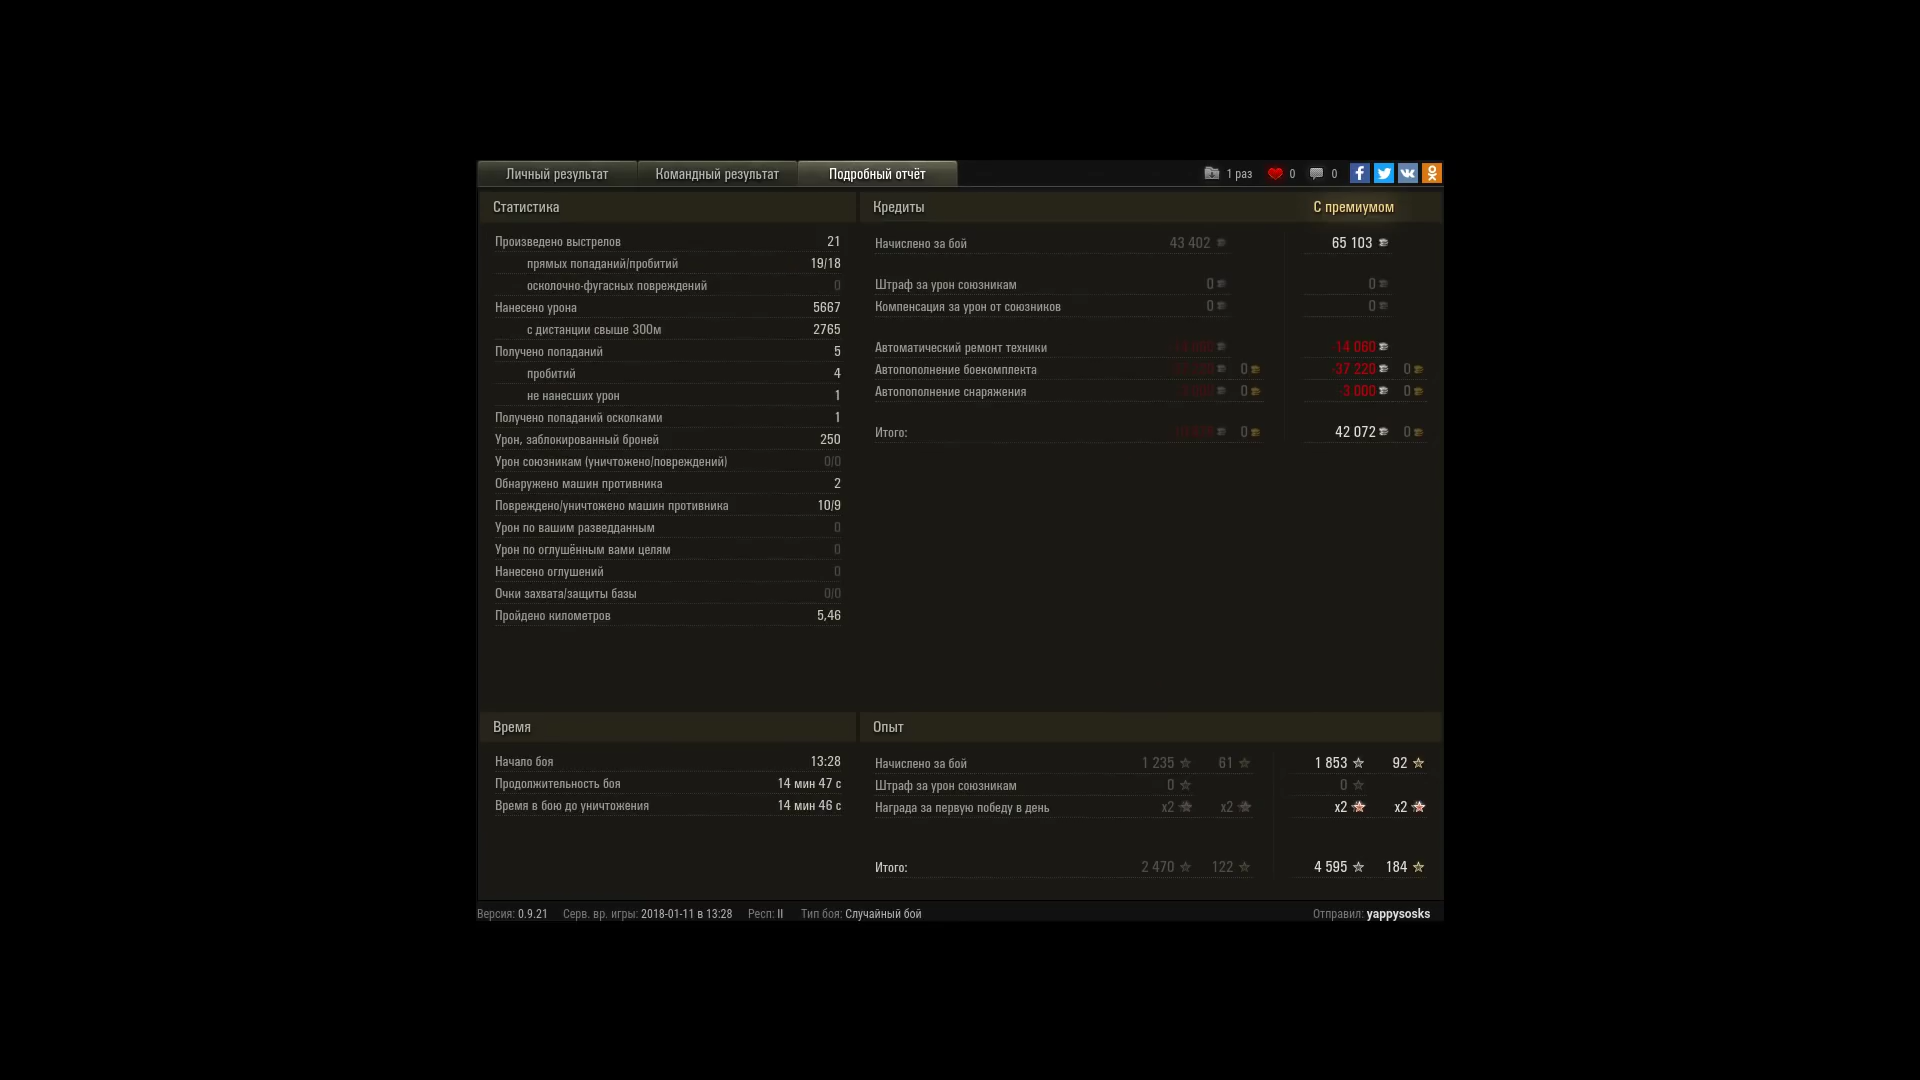 Личный результат Командный результат Подробный отчёт 1 раз 0 0
Статистика
Произведено выстрелов 21
прямых попаданий/пробитий 19/18
осколочно-фугасных повреждений 0
Нанесено урона 5667
с дистанции свыше 300м 2765
Получено попаданий 5
пробитий 4
не нанесших урон 1
Получено попаданий осколками 1
Урон, заблокированный броней 250
Урон союзникам (уничтожено/повреждений) 0/0
Обнаружено машин противника 2
Повреждено/уничтожено машин противника 10/9
Урон по вашим разведданным 0
Урон по оглушённым вами целям 0
Нанесено оглушений 0
Очки захвата/защиты базы 0/0
Пройдено километров 5,46
Кредиты С премиумом
Начислено за бой 43 402 65 103
Штраф за урон союзникам 0 0
Компенсация за урон от союзников 0 0
Автоматический ремонт техники -14 060
Автопополнение боекомплекта 0 -37 220 0
Автопополнение снаряжения 0 -3 000 0
Итого: 0 42 072 0
Время
Начало боя 13:28
Продолжительность боя 14 мин 47 с
Время в бою до уничтожения 14 мин 46 с
Опыт
Начислено за бой 1 235 61 1 853 92
Штраф за урон союзникам 0 0
Награда за первую победу в день x2 x2 x2 x2
Итого: 2 470 122 4 595 184
Версия: 0.9.21 Серв. вр. игры: 2018-01-11 в 13:28 Респ: II Тип боя: Случайный бой Отправил: yappysosks